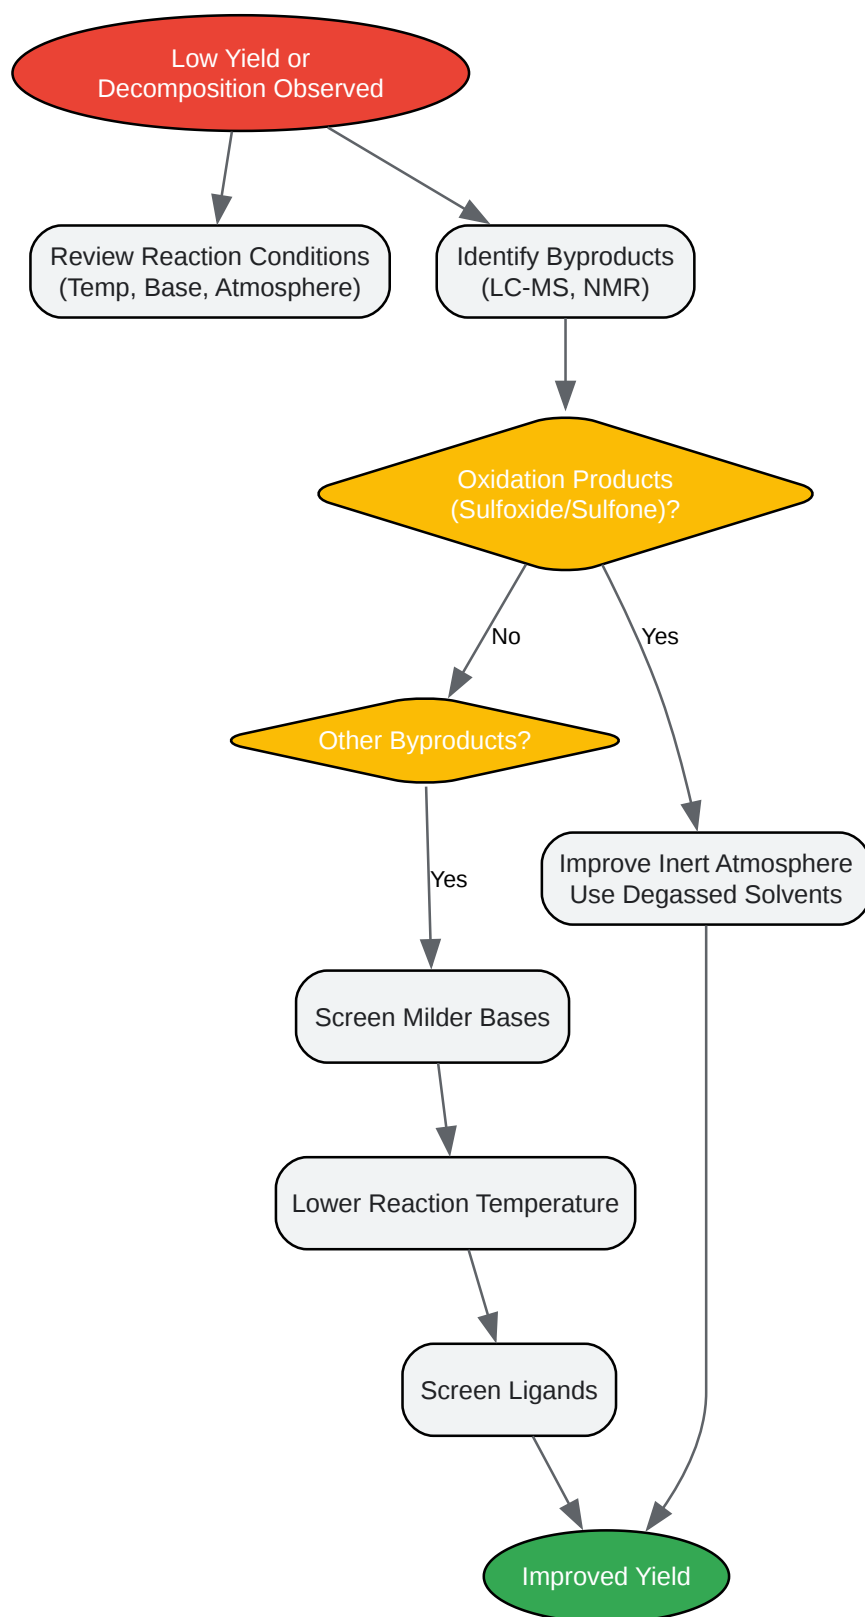 Low Yield or
Decomposition Observed
Review Reaction Conditions
(Temp, Base, Atmosphere)
Identify Byproducts
(LC-MS, NMR)
Oxidation Products
(Sulfoxide/Sulfone)?
No
Yes
Other Byproducts?
Improve Inert Atmosphere
Use Degassed Solvents
Yes
Screen Milder Bases
Lower Reaction Temperature
Screen Ligands
Improved Yield